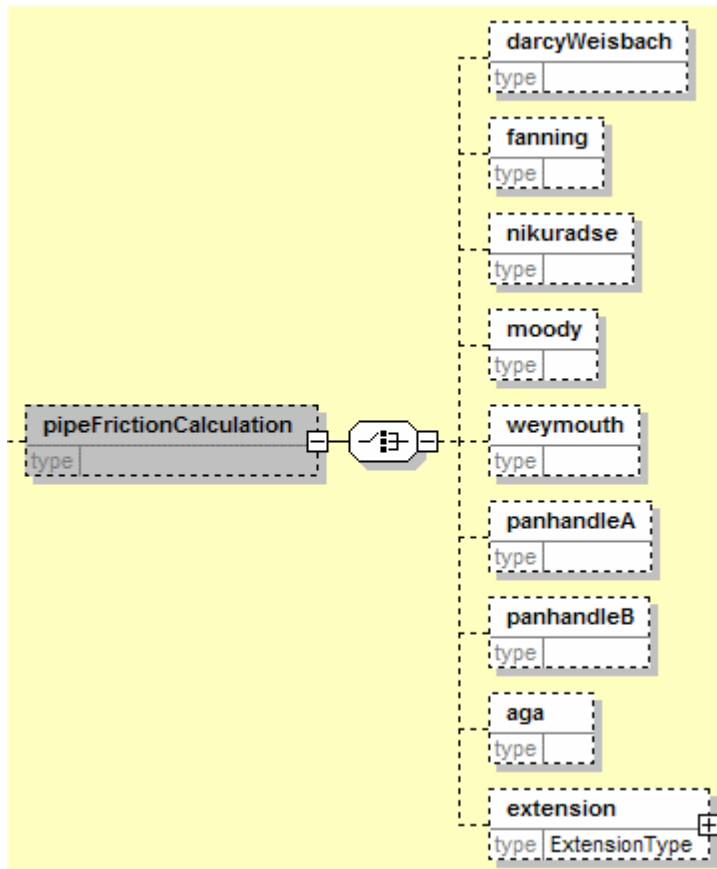 darcyWeisbach
type
fanning
type
nikuradse
type
moody
type
pipeFrictionCalculation
type
weymouth
type
panhandleA
type
panhandleB
type
aga
type
extension
type ExtensionType